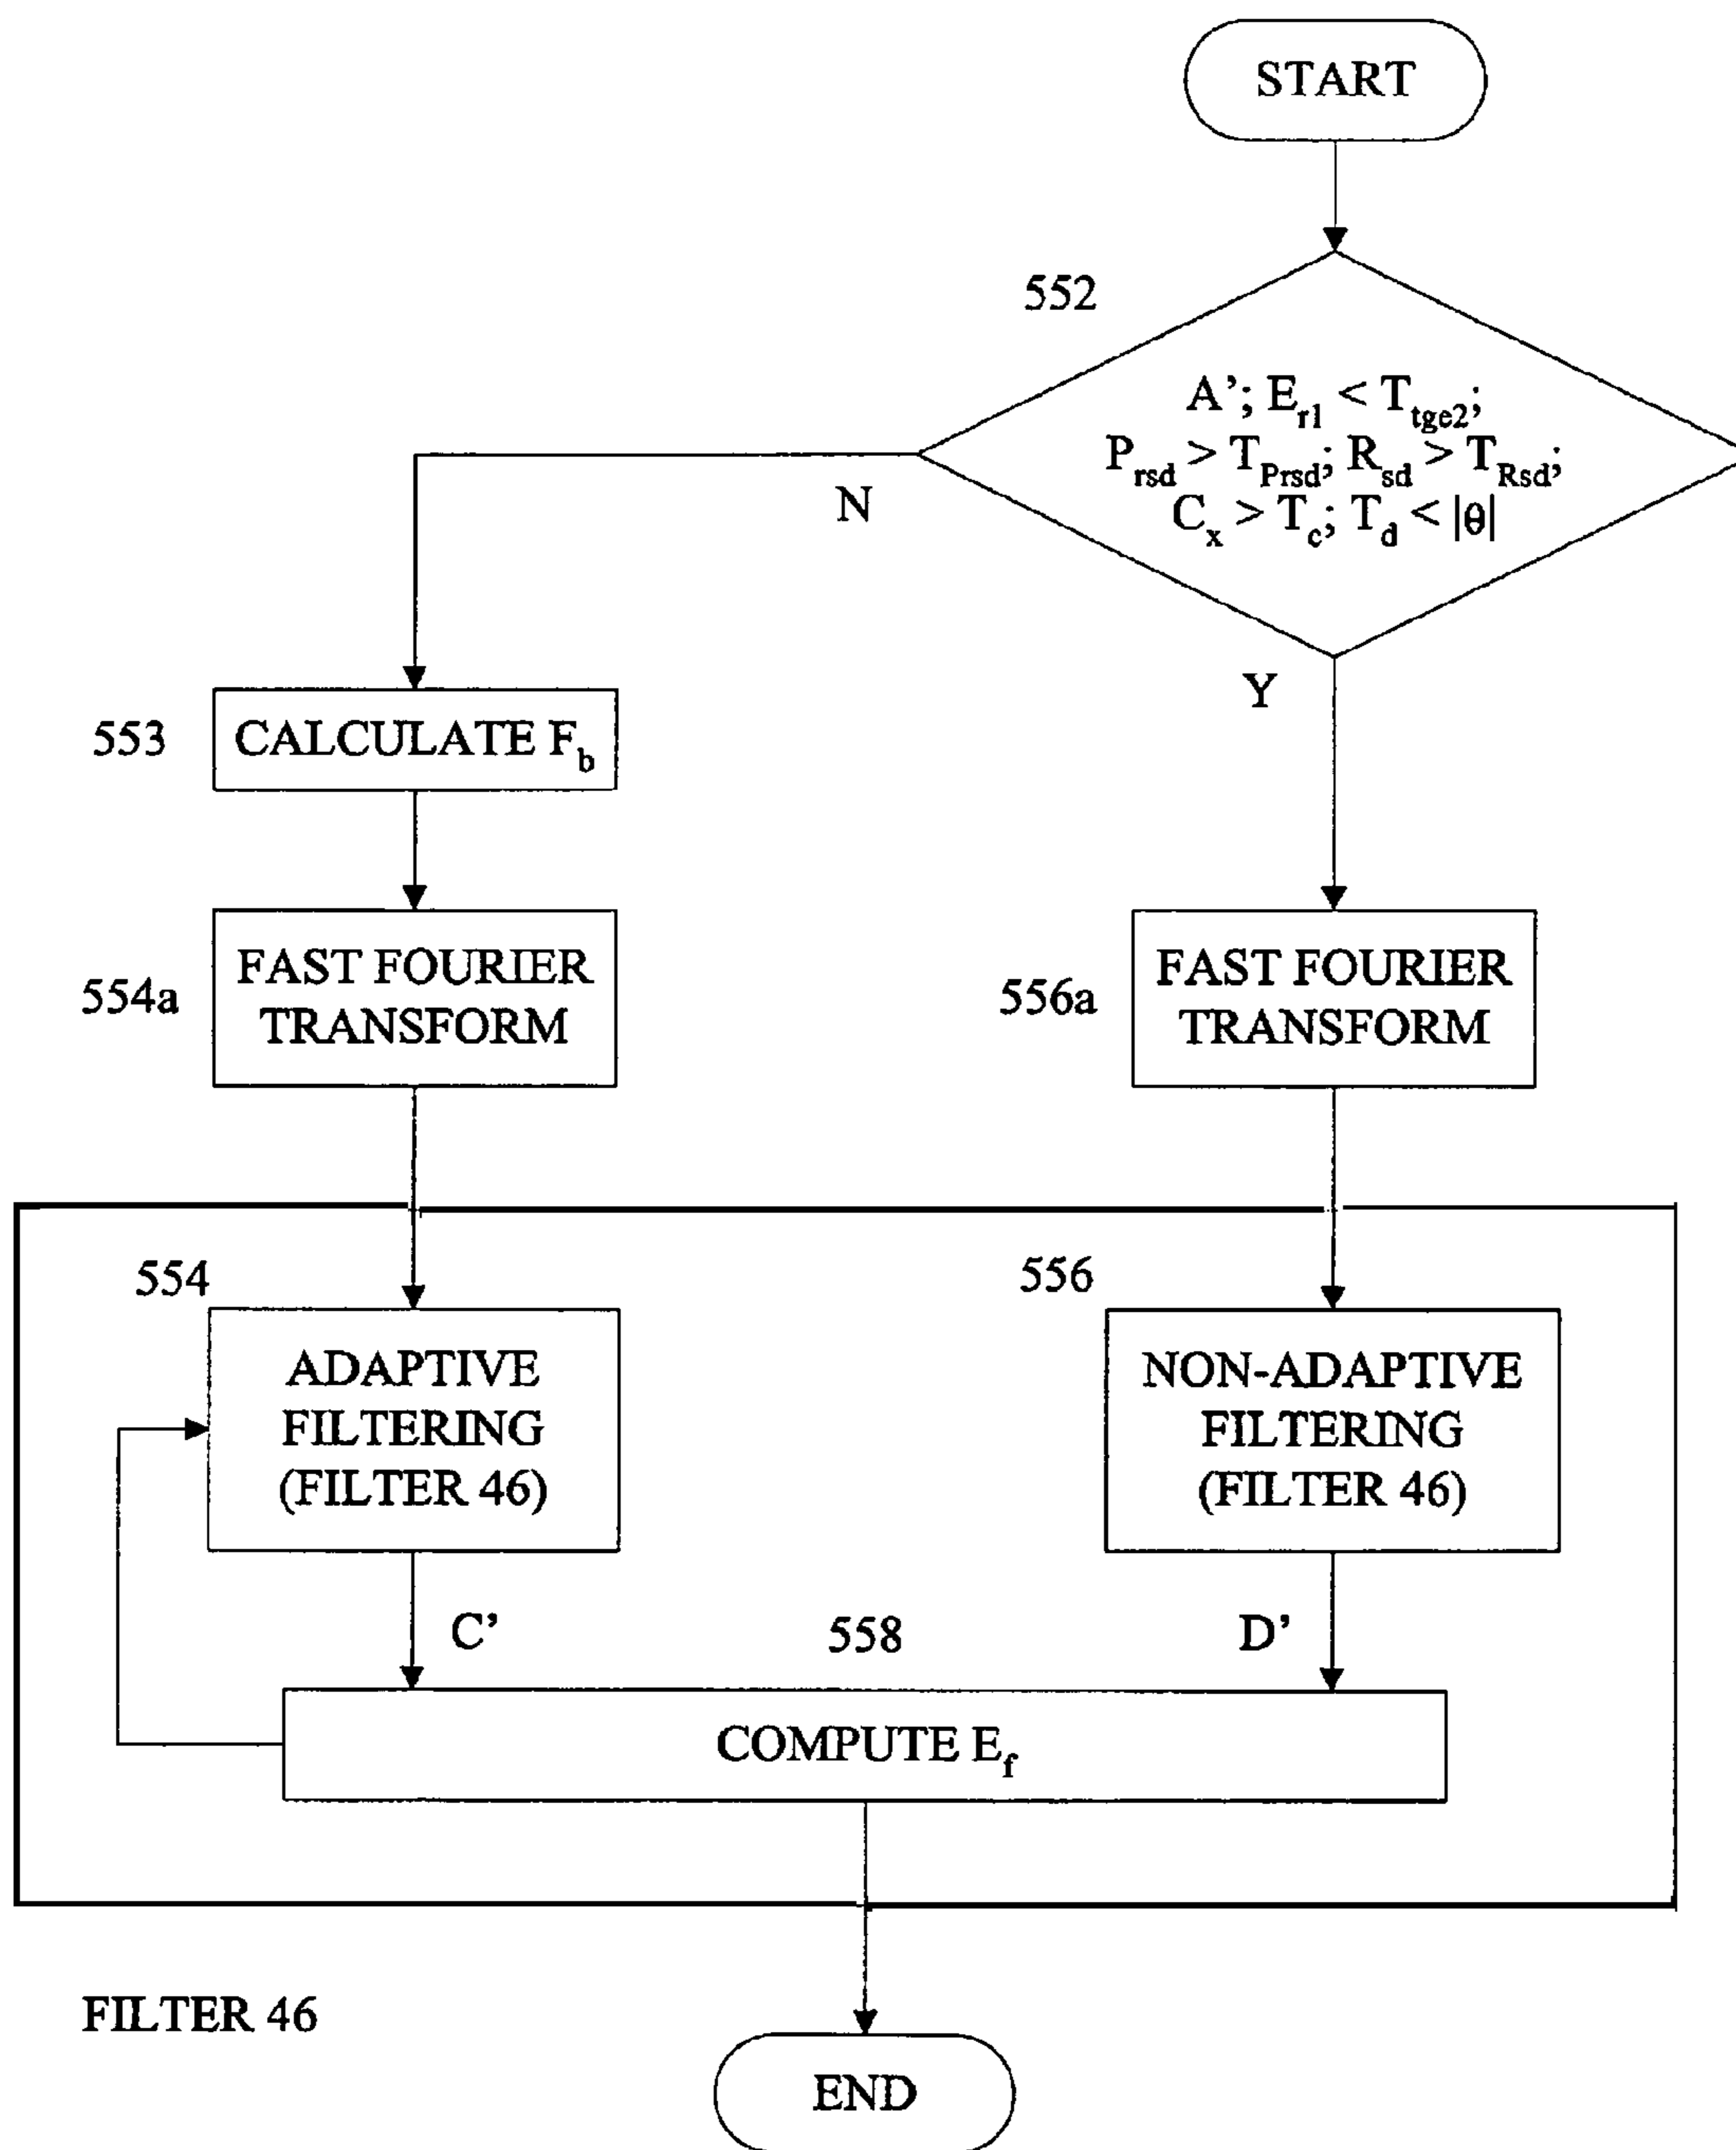 START
552
A’; E_r1 < T_tge2;
P_rsd > T_Prsd; R_sd > T_Rsd;
C_x > T_c; T_d < |θ|
N
Y
553
CALCULATE F_b
554a
FAST FOURIER
TRANSFORM
556a
FAST FOURIER
TRANSFORM
554
ADAPTIVE
FILTERING
(FILTER 46)
556
NON-ADAPTIVE
FILTERING
(FILTER 46)
C’
558
D’
COMPUTE E_f
FILTER 46
END